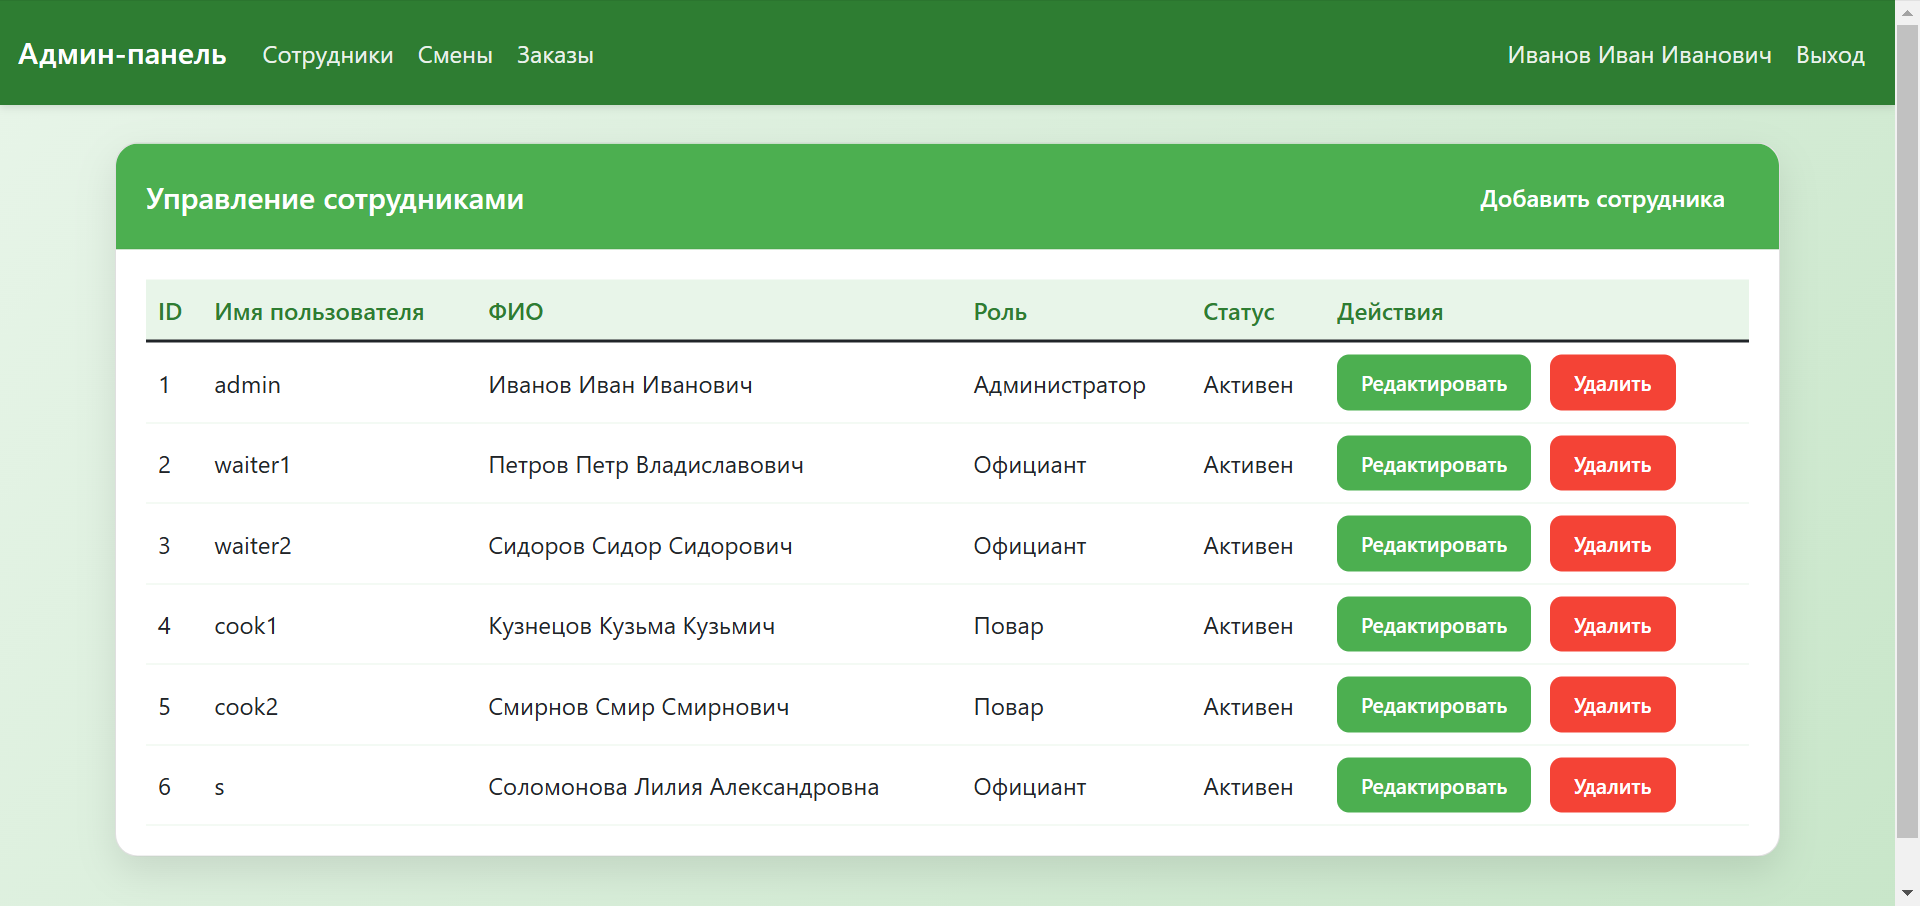 Админ-панель Сотрудники Смены Заказы Иванов Иван Иванович Выход
Управление сотрудниками Добавить сотрудника
ID Имя пользователя ФИО Роль Статус Действия
1 admin Иванов Иван Иванович Администратор Активен Редактировать Удалить
2 waiter1 Петров Петр Владиславович Официант Активен Редактировать Удалить
3 waiter2 Сидоров Сидор Сидорович Официант Активен Редактировать Удалить
4 cook1 Кузнецов Кузьма Кузьмич Повар Активен Редактировать Удалить
5 cook2 Смирнов Смир Смирнович Повар Активен Редактировать Удалить
6 s Соломонова Лилия Александровна Официант Активен Редактировать Удалить